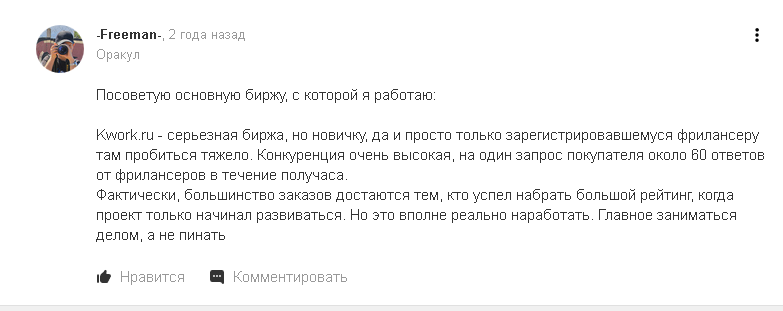 -Freeman-, 2 года назад
Оракул
Посоветую основную биржу, с которой я работаю:
Kwork.ru - серьезная биржа, но новичку, да и просто только зарегистрировавшемуся фрилансеру
там пробиться тяжело. Конкуренция очень высокая, на один запрос покупателя около 60 ответов
от фрилансеров в течение получаса.
Фактически, большинство заказов достаются тем, кто успел набрать большой рейтинг, когда
проект только начинал развиваться. Но это вполне реально наработать. Главное заниматься
делом, а не пинать
Нравится Комментировать